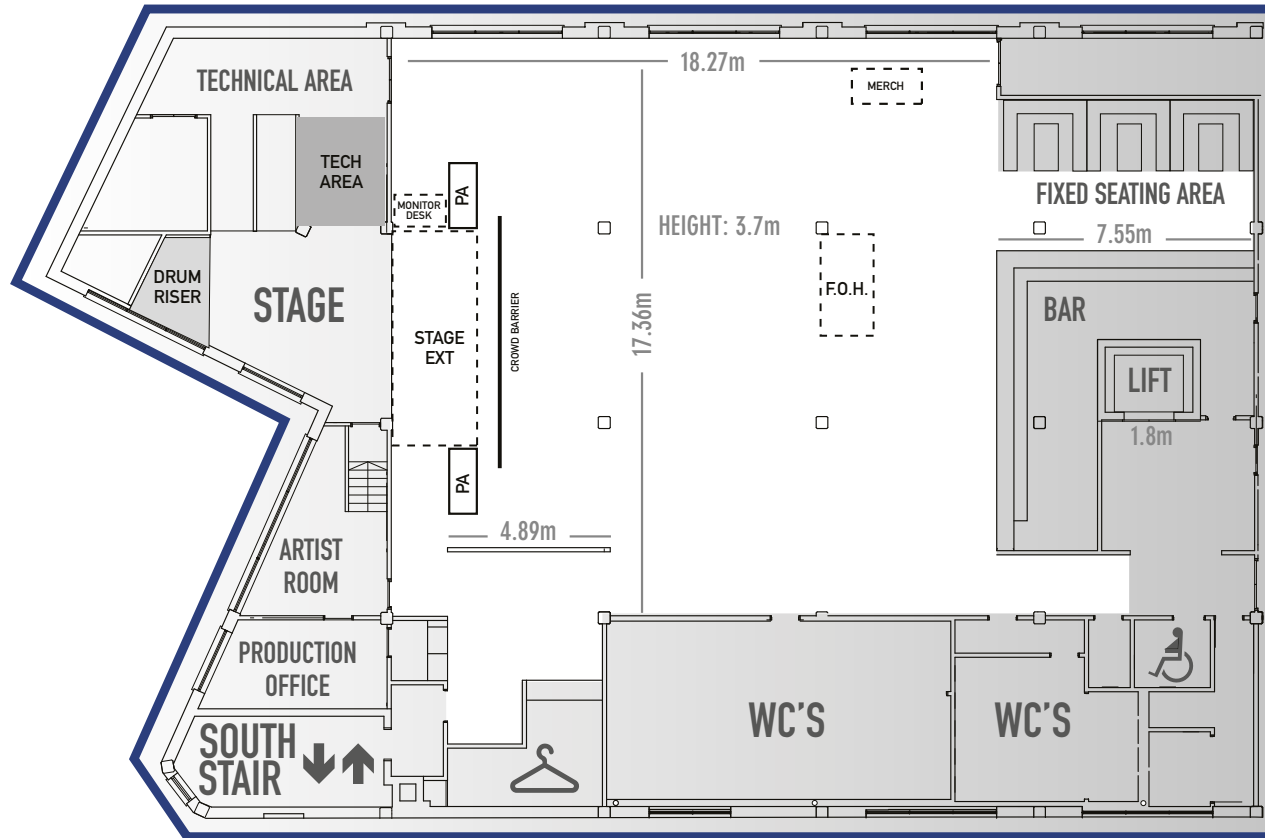 TECHNICAL AREA
18.27m
MERCH
TECH
AREA
PA
MONITOR
DESK
FIXED SEATING AREA
HEIGHT: 3.7m
7.55m
DRUM
RISER
STAGE
F.O.H.
BAR
STAGE
EXT
CROWD BARRIER
17.36m
LIFT
1.8m
PA
4.89m
ARTIST
ROOM
PRODUCTION
OFFICE
WC'S
WC'S
SOUTH
STAIR